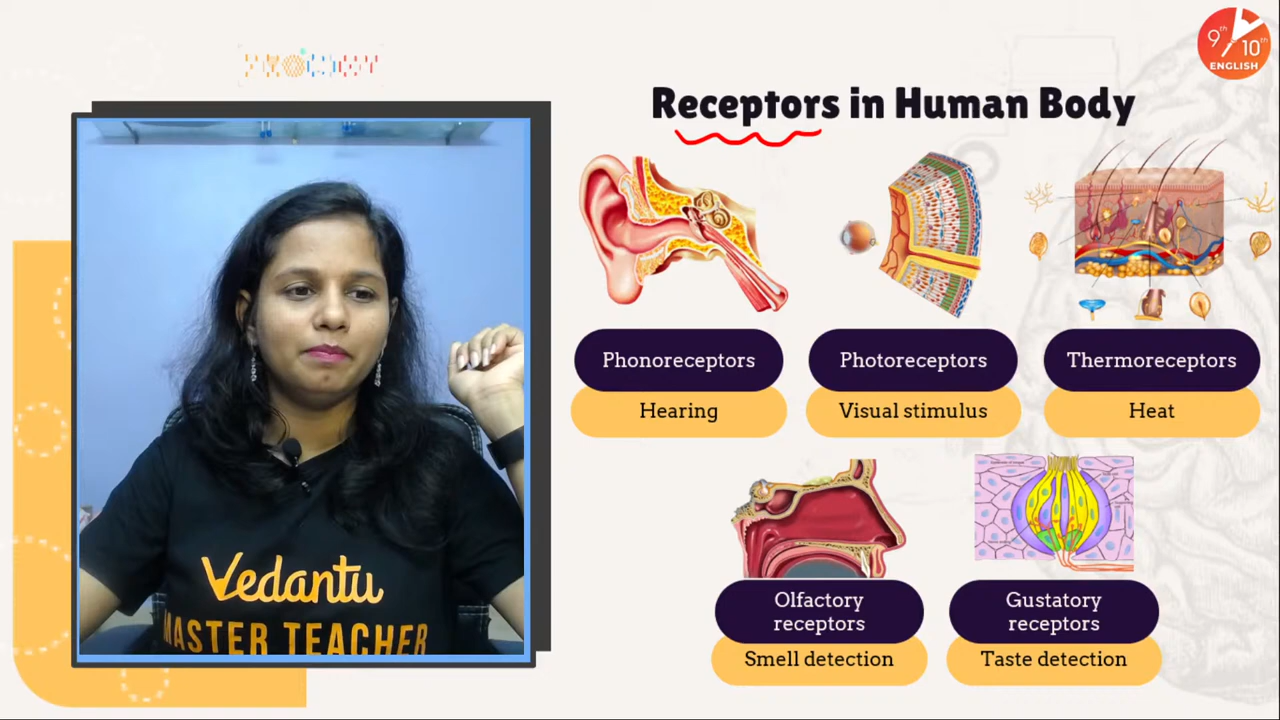 9th
10th
ENGLISH
Receptors in Human Body
Phonoreceptors
Photoreceptors
Thermoreceptors
Hearing
Visual stimulus
Heat
Olfactory
receptors
Gustatory
receptors
Smell detection
Taste detection
Vedantu
MASTER TEACHER